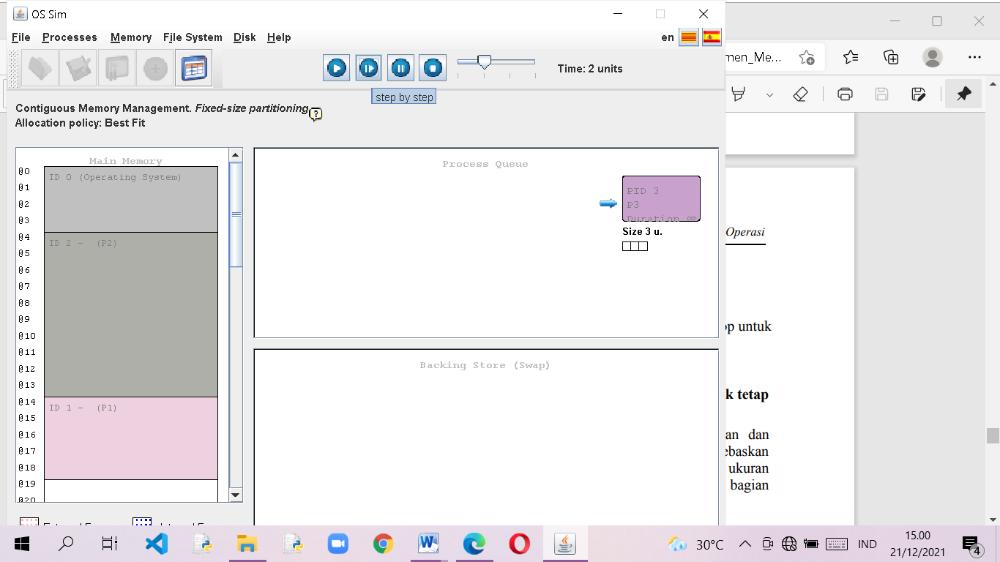 OS Sim
File Processes Memory File System Disk Help
en
Time: 2 units
step by step
Contiguous Memory Management. Fixed-size partitioning
?
Allocation policy: Best Fit
Main Memory
@0
ID 0 (Operating System)
@1
@2
@3
@4
ID 2 - (P2)
@5
@6
@7
@8
@9
@10
@11
@12
@13
@14
ID 1 - (P1)
@15
@16
@17
@18
@19
@20
Process Queue
PID 3
P3
Duration ∞
Size 3 u.
Backing Store (Swap)
men_Me...
Operasi
op untuk
k tetap
an dan
ebaskan
ukuran
bagian
30°C
IND
15.00
21/12/2021
4